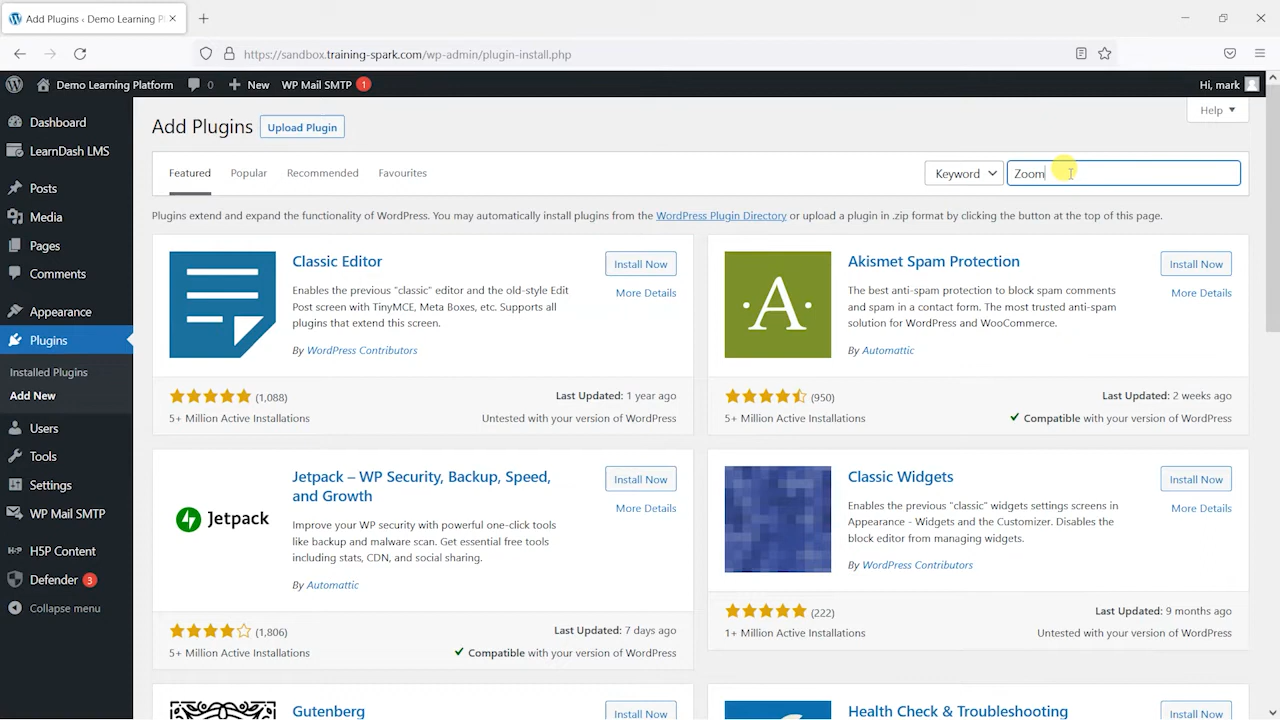 Add Plugins ‹ Demo Learning Pl
https://sandbox.training-spark.com/wp-admin/plugin-install.php
Demo Learning Platform 0 New WP Mail SMTP 1 Hi, mark
Help
Dashboard
LearnDash LMS
Posts
Media
Pages
Comments
Appearance
Plugins
Installed Plugins
Add New
Users
Tools
Settings
WP Mail SMTP
H5P Content
Defender 3
Collapse menu
Add Plugins Upload Plugin
Featured Popular Recommended Favourites Keyword Zoom
Plugins extend and expand the functionality of WordPress. You may automatically install plugins from the WordPress Plugin Directory or upload a plugin in .zip format by clicking the button at the top of this page.
Classic Editor
Install Now
More Details
Enables the previous "classic" editor and the old-style Edit
Post screen with TinyMCE, Meta Boxes, etc. Supports all
plugins that extend this screen.
By WordPress Contributors
(1,088) Last Updated: 1 year ago
5+ Million Active Installations Untested with your version of WordPress
A
Akismet Spam Protection
Install Now
More Details
The best anti-spam protection to block spam comments
and spam in a contact form. The most trusted anti-spam
solution for WordPress and WooCommerce.
By Automattic
(950) Last Updated: 2 weeks ago
5+ Million Active Installations Compatible with your version of WordPress
Jetpack
Jetpack – WP Security, Backup, Speed,
and Growth
Install Now
More Details
Improve your WP security with powerful one-click tools
like backup and malware scan. Get essential free tools
including stats, CDN, and social sharing.
By Automattic
(1,806) Last Updated: 7 days ago
5+ Million Active Installations Compatible with your version of WordPress
Classic Widgets
Install Now
More Details
Enables the previous "classic" widgets settings screens in
Appearance - Widgets and the Customizer. Disables the
block editor from managing widgets.
By WordPress Contributors
(222) Last Updated: 9 months ago
1+ Million Active Installations Untested with your version of WordPress
Gutenberg Install Now
Health Check & Troubleshooting Install Now